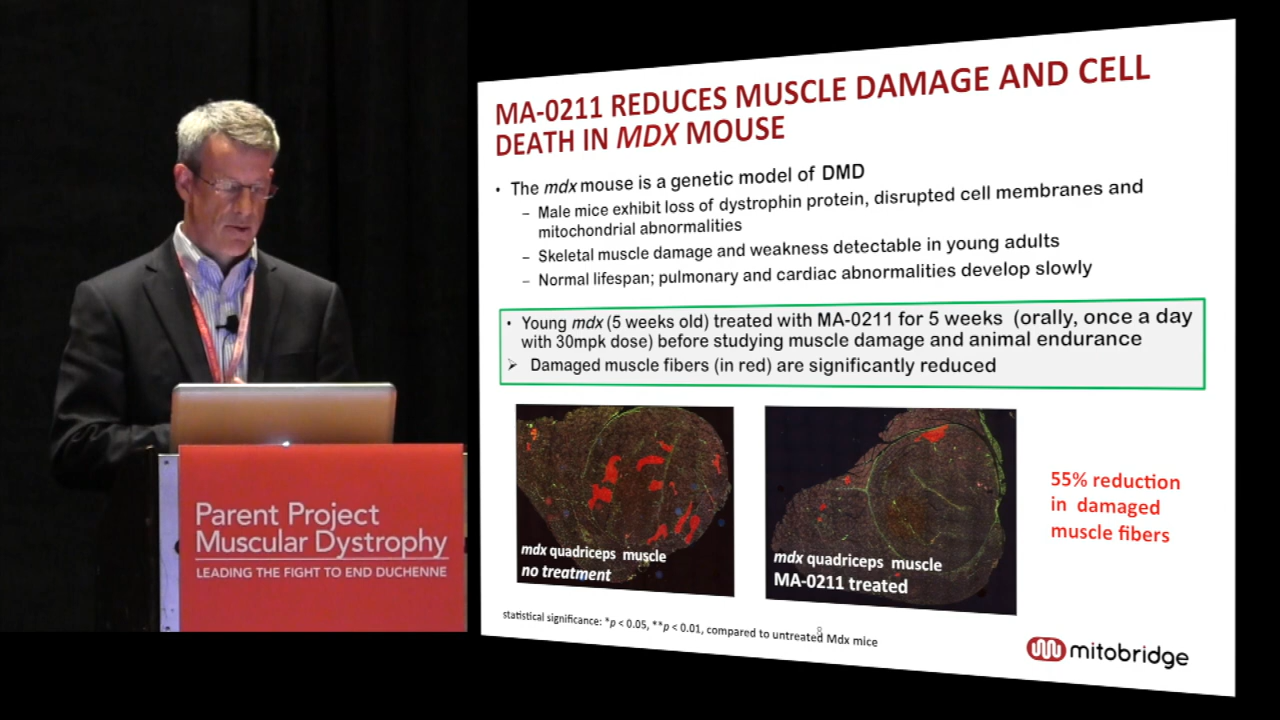 MA-0211 REDUCES MUSCLE DAMAGE AND CELL
DEATH IN MDX MOUSE
• The mdx mouse is a genetic model of DMD
– Male mice exhibit loss of dystrophin protein, disrupted cell membranes and
mitochondrial abnormalities
– Skeletal muscle damage and weakness detectable in young adults
– Normal lifespan; pulmonary and cardiac abnormalities develop slowly
• Young mdx (5 weeks old) treated with MA-0211 for 5 weeks (orally, once a day
with 30mpk dose) before studying muscle damage and animal endurance
➢ Damaged muscle fibers (in red) are significantly reduced
mdx quadriceps muscle
no treatment
mdx quadriceps muscle
MA-0211 treated
55% reduction
in damaged
muscle fibers
statistical significance: *p < 0.05, **p < 0.01, compared to untreated Mdx mice
8
mitobridge
Parent Project
Muscular Dystrophy
LEADING THE FIGHT TO END DUCHENNE